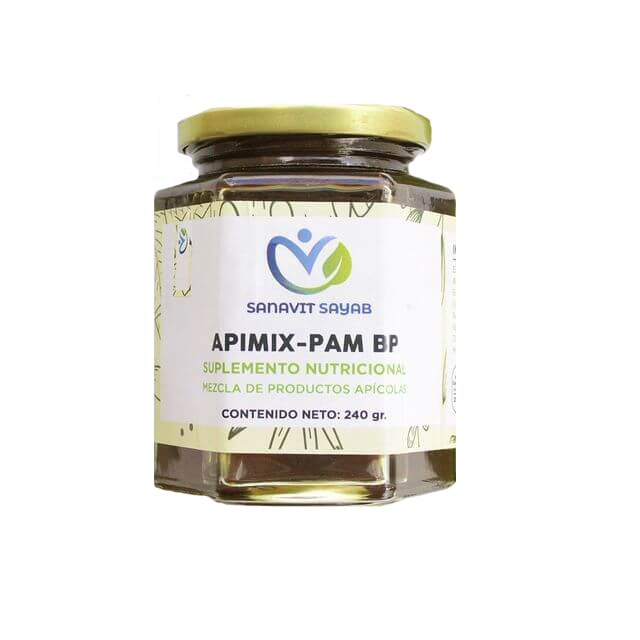 SANAVIT SAYAB
APIMIX-PAM BP
SUPLEMENTO NUTRICIONAL
MEZCLA DE PRODUCTOS APÍCOLAS
CONTENIDO NETO: 240 gr.